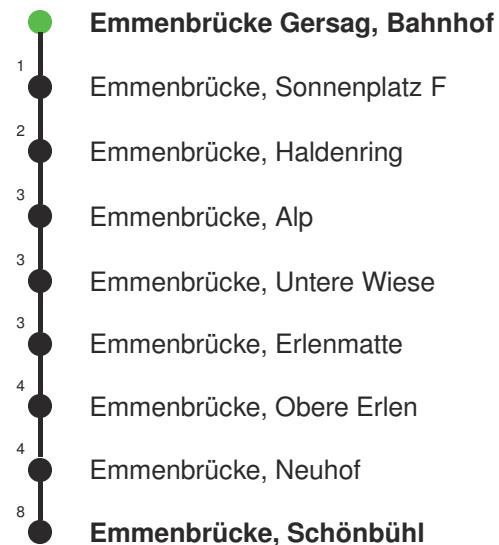 Emmenbrücke Gersag, Bahnhof
1 Emmenbrücke, Sonnenplatz F
2 Emmenbrücke, Haldenring
3 Emmenbrücke, Alp
3 Emmenbrücke, Untere Wiese
3 Emmenbrücke, Erlenmatte
4 Emmenbrücke, Obere Erlen
4 Emmenbrücke, Neuhof
8 Emmenbrücke, Schönbühl